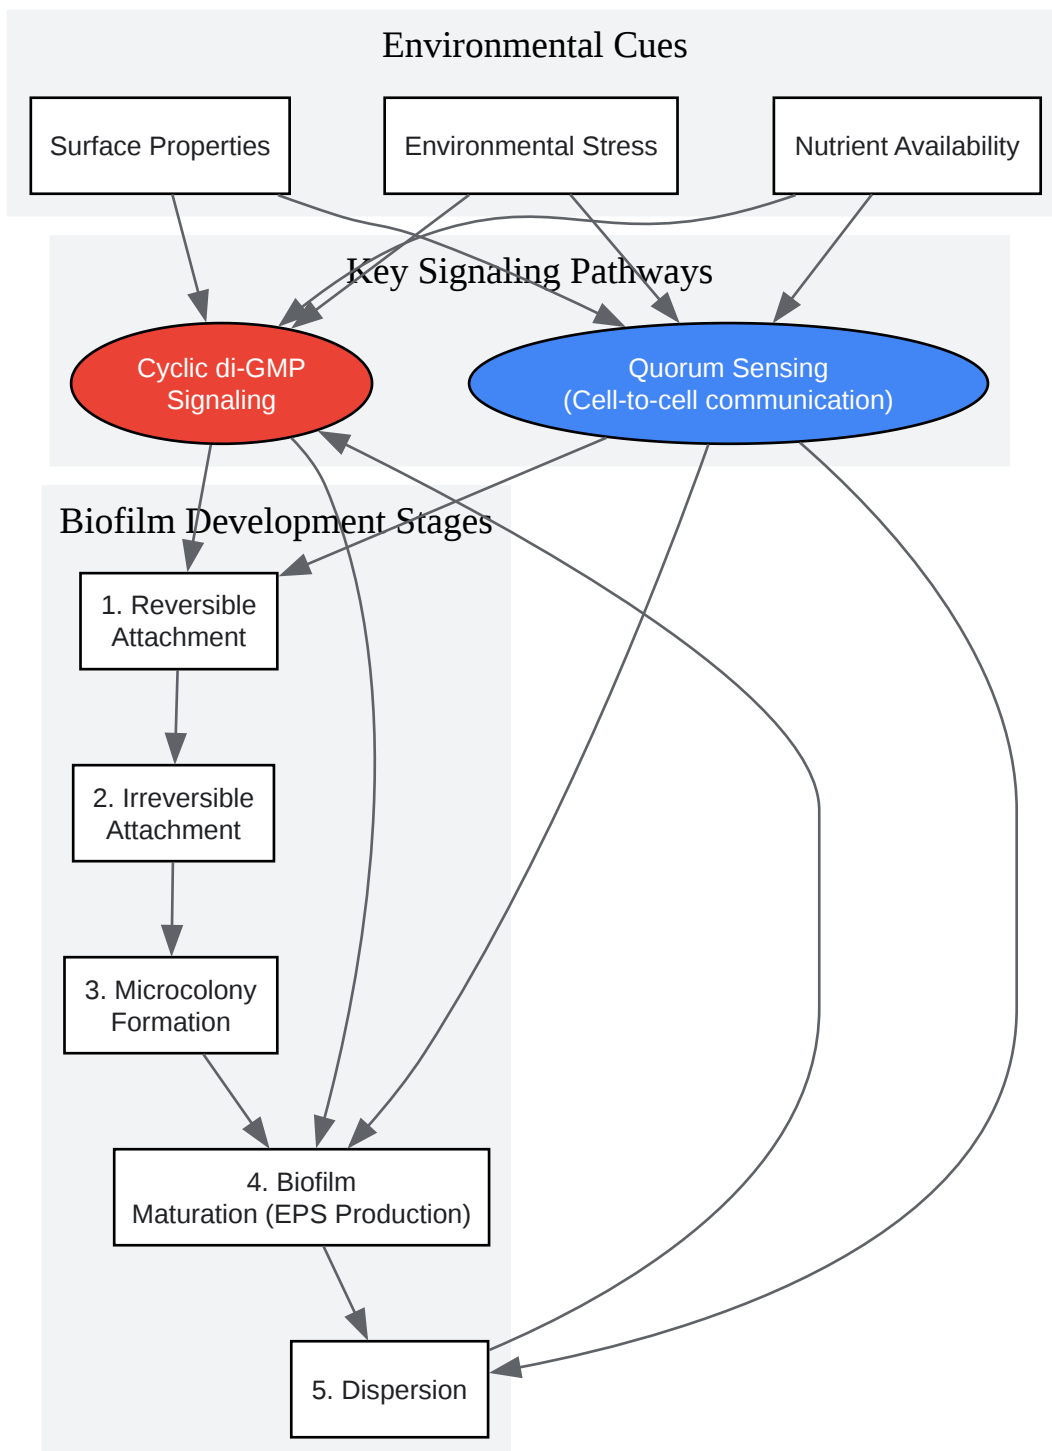 Environmental Cues
Surface Properties
Environmental Stress
Nutrient Availability
Key Signaling Pathways
Cyclic di-GMP
Signaling
Quorum Sensing
(Cell-to-cell communication)
Biofilm Development Stages
1. Reversible
Attachment
2. Irreversible
Attachment
3. Microcolony
Formation
4. Biofilm
Maturation (EPS Production)
5. Dispersion